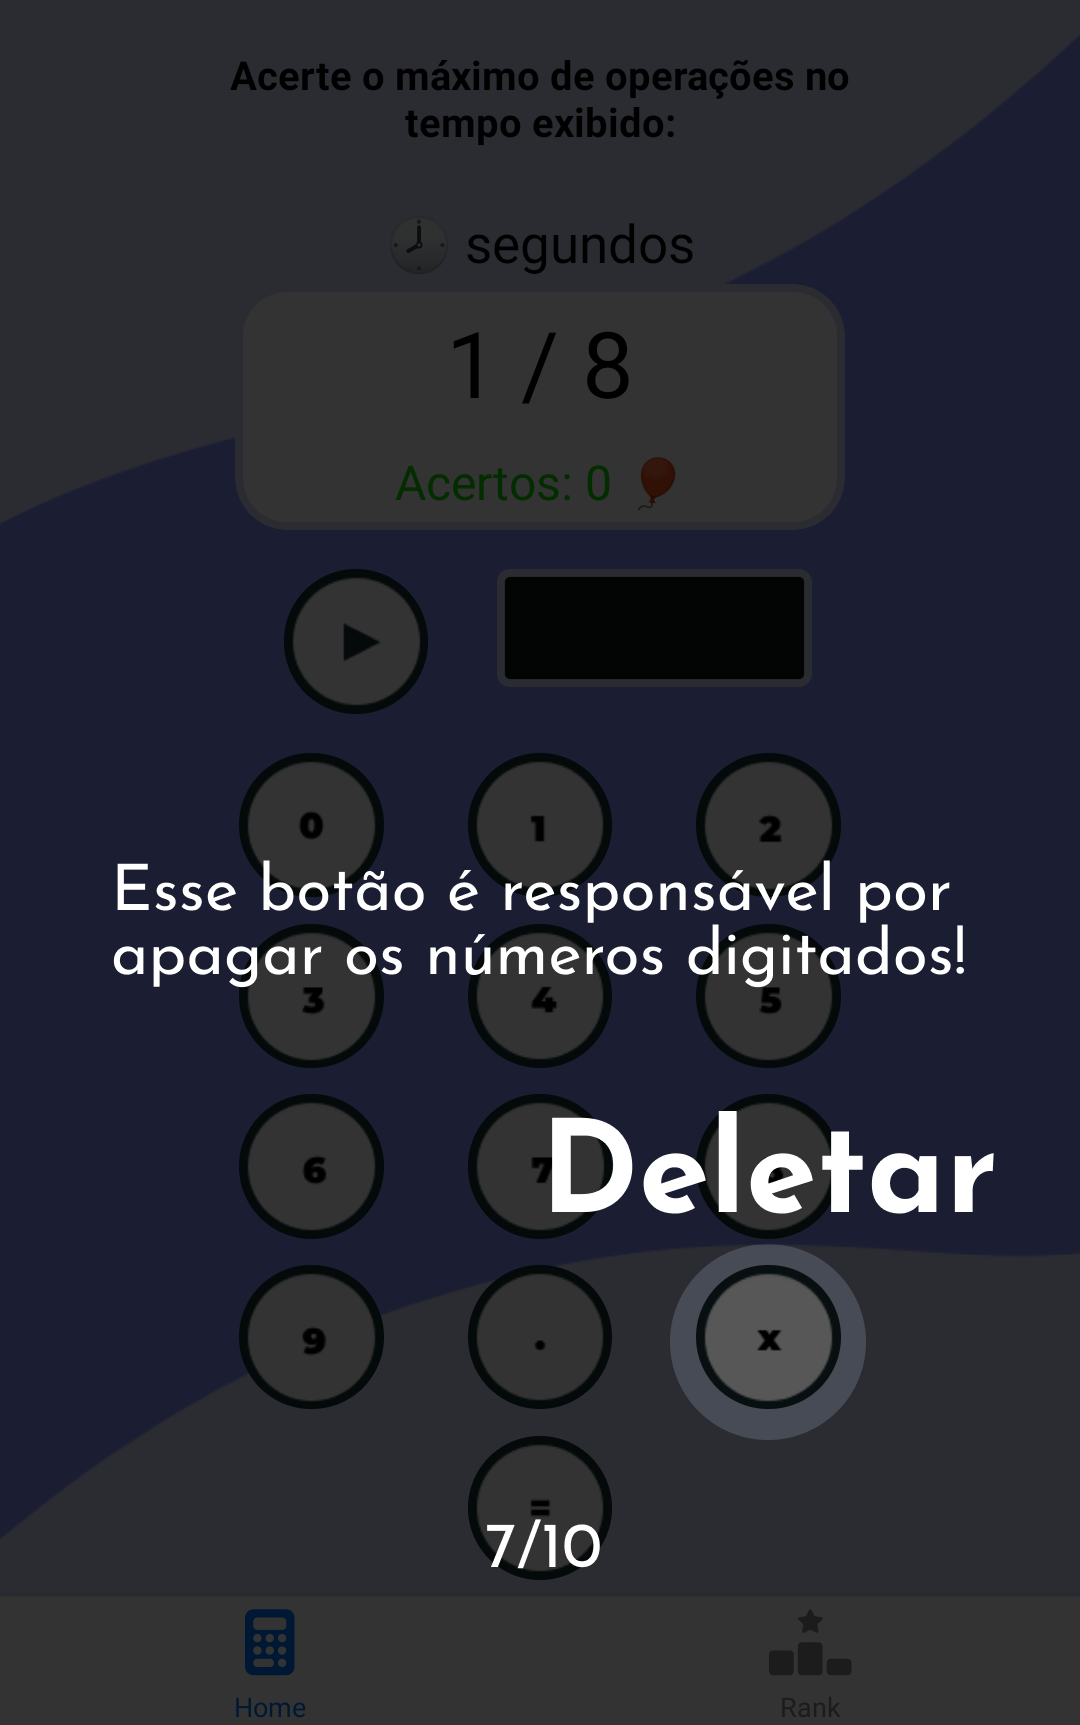 Acerte o máximo de operações no
tempo exibido:
segundos
1 / 8
Acertos: 0
0 1 2
Esse botão é responsável por
apagar os números digitados!
3 4 5
6 7
Deletar
9 . x
=
7/10
Home Rank